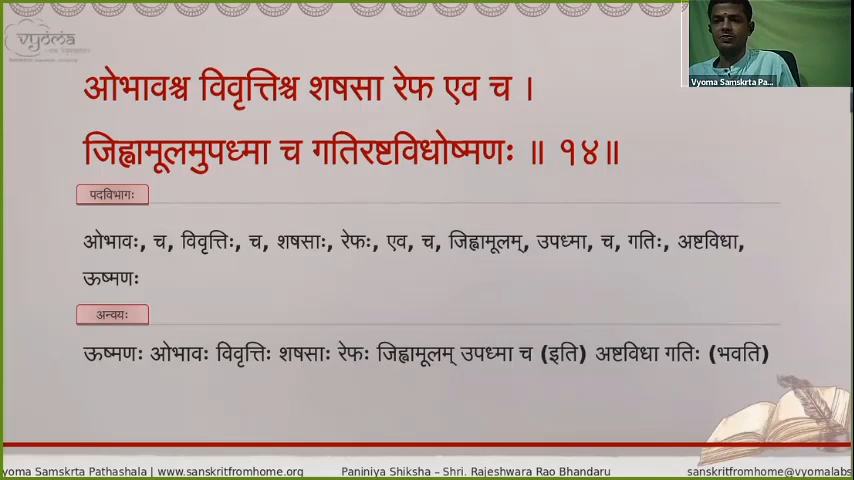 vyoma
Vyoma Samskrta Pa...
ओभावश्च विवृत्तिश्च शषसा रेफ एव च ।
जिह्वामूलमुपध्मा च गतिरष्टविधोष्मणः ॥ १४॥
पदविभागः
ओभावः, च, विवृत्तिः, च, शषसाः, रेफः, एव, च, जिह्वामूलम्, उपध्मा, च, गतिः, अष्टविधा,
ऊष्मणः
अन्वयः
ऊष्मणः ओभावः विवृत्तिः शषसाः रेफः जिह्वामूलम् उपध्मा च (इति) अष्टविधा गतिः (भवति)
yoma Samskrta Pathashala | www.sanskritfromhome.org Paniniya Shiksha – Shri. Rajeshwara Rao Bhandaru sanskritfromhome@vyomalabs